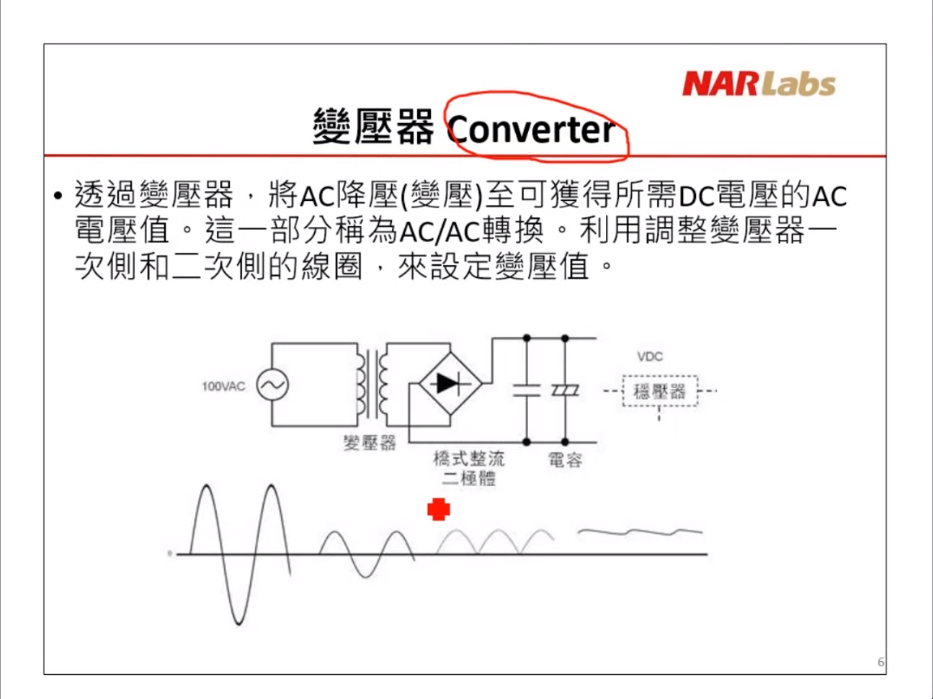 NARLabs
變壓器 Converter
• 透過變壓器，將AC降壓(變壓)至可獲得所需DC電壓的AC
電壓值。這一部分稱為AC/AC轉換。利用調整變壓器一
次側和二次側的線圈，來設定變壓值。
VDC
100VAC
穩壓器
變壓器
橋式整流
二極體
電容
0
6